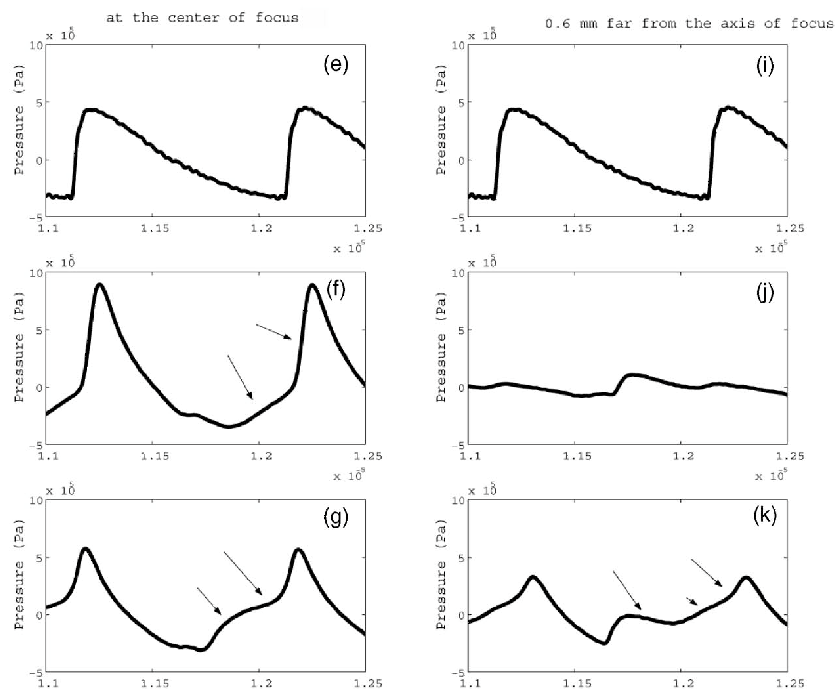 at the center of focus
0.6 mm far from the axis of focus
x 10^5
(e)
Pressure (Pa)
10
5
0
-5
1.1
1.15
1.2
1.25
x 10^5
(i)
Pressure (Pa)
10
5
0
-5
1.1
1.15
1.2
1.25
x 10^-5
x 10^5
(f)
Pressure (Pa)
10
5
0
-5
1.1
1.15
1.2
1.25
x 10^-5
x 10^5
(j)
Pressure (Pa)
10
5
0
-5
1.1
1.15
1.2
1.25
x 10^-5
x 10^5
(g)
Pressure (Pa)
10
5
0
-5
1.1
1.15
1.2
1.25
x 10^-5
x 10^5
(k)
Pressure (Pa)
10
5
0
-5
1.1
1.15
1.2
1.25